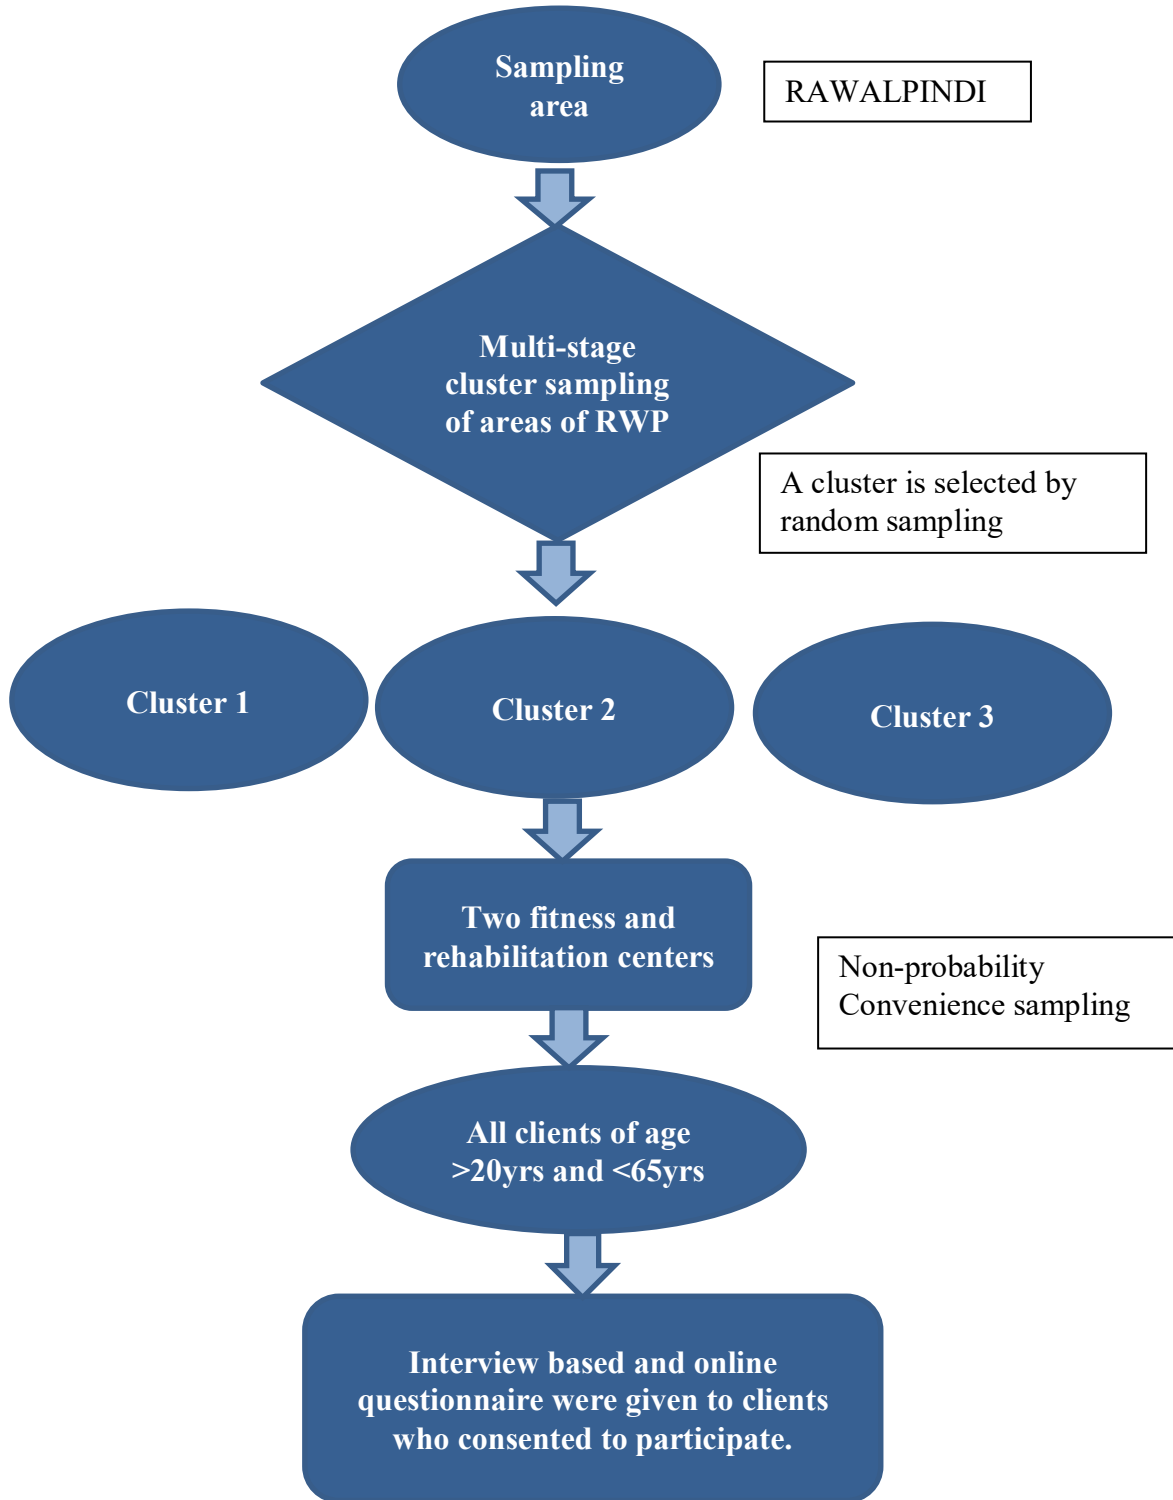 Sampling
area
RAWALPINDI
Multi-stage
cluster sampling
of areas of RWP
A cluster is selected by
random sampling
Cluster 1
Cluster 2
Cluster 3
Two fitness and
rehabilitation centers
Non-probability
Convenience sampling
All clients of age
>20yrs and <65yrs
Interview based and online
questionnaire were given to clients
who consented to participate.